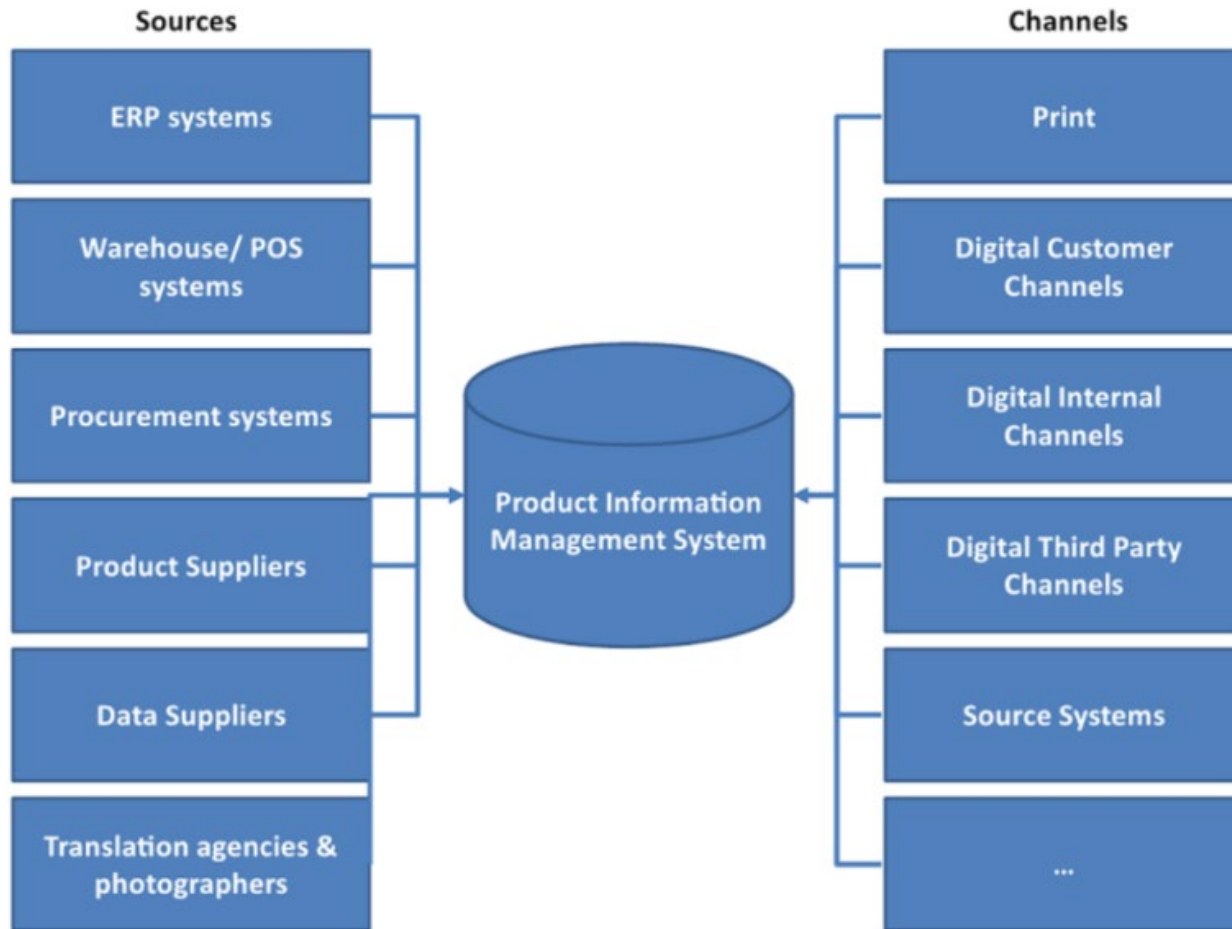 Sources
ERP systems
Warehouse/ POS
systems
Procurement systems
Product Suppliers
Data Suppliers
Translation agencies &
photographers
Product Information
Management System
Channels
Print
Digital Customer
Channels
Digital Internal
Channels
Digital Third Party
Channels
Source Systems
...